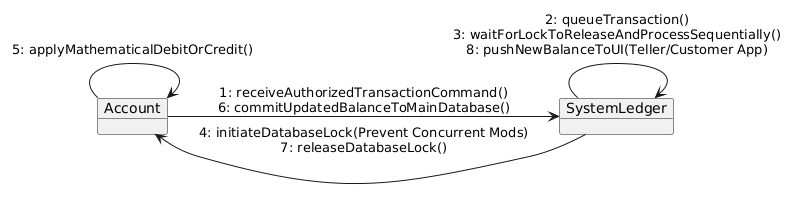 2: queueTransaction()
3: waitForLockToReleaseAndProcessSequentially()
5: applyMathematicalDebitOrCredit()
8: pushNewBalanceToUI(Teller/Customer App)
1: receiveAuthorizedTransactionCommand()
6: commitUpdatedBalanceToMainDatabase()
Account
SystemLedger
4: initiateDatabaseLock(Prevent Concurrent Mods)
7: releaseDatabaseLock()